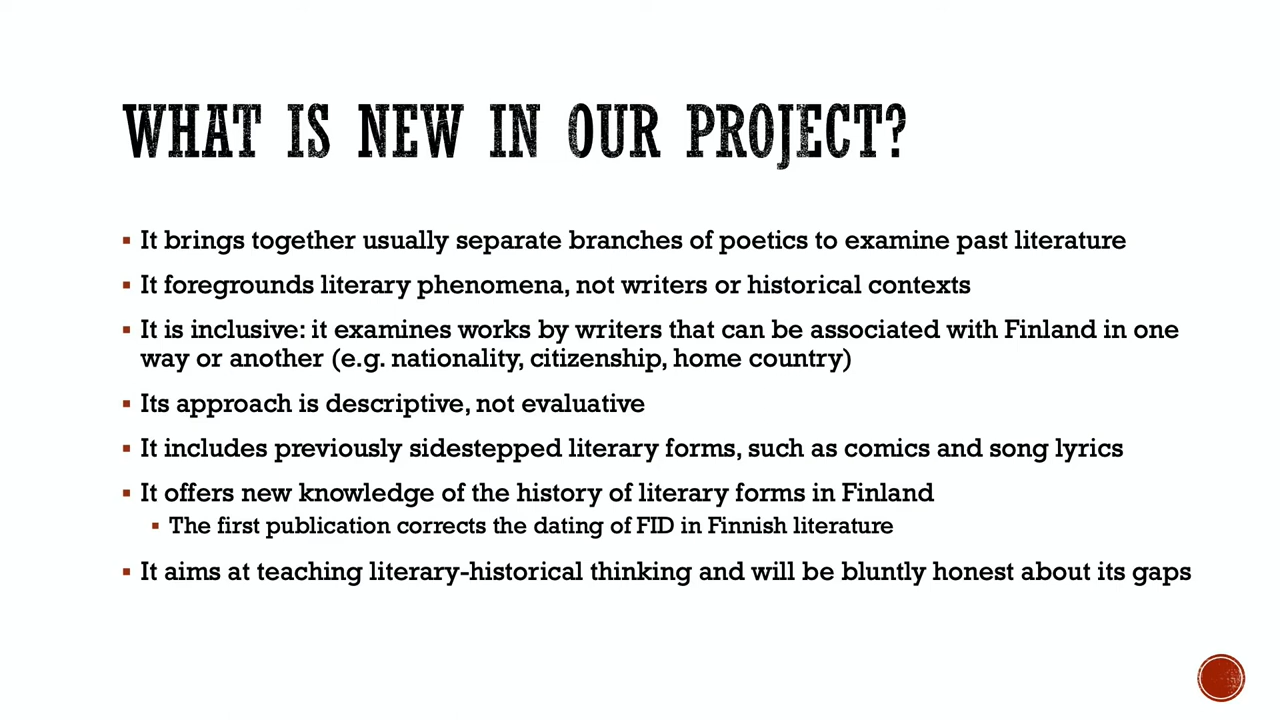 WHAT IS NEW IN OUR PROJECT?
▪ It brings together usually separate branches of poetics to examine past literature
▪ It foregrounds literary phenomena, not writers or historical contexts
▪ It is inclusive: it examines works by writers that can be associated with Finland in one
way or another (e.g. nationality, citizenship, home country)
▪ Its approach is descriptive, not evaluative
▪ It includes previously sidestepped literary forms, such as comics and song lyrics
▪ It offers new knowledge of the history of literary forms in Finland
▪ The first publication corrects the dating of FID in Finnish literature
▪ It aims at teaching literary-historical thinking and will be bluntly honest about its gaps